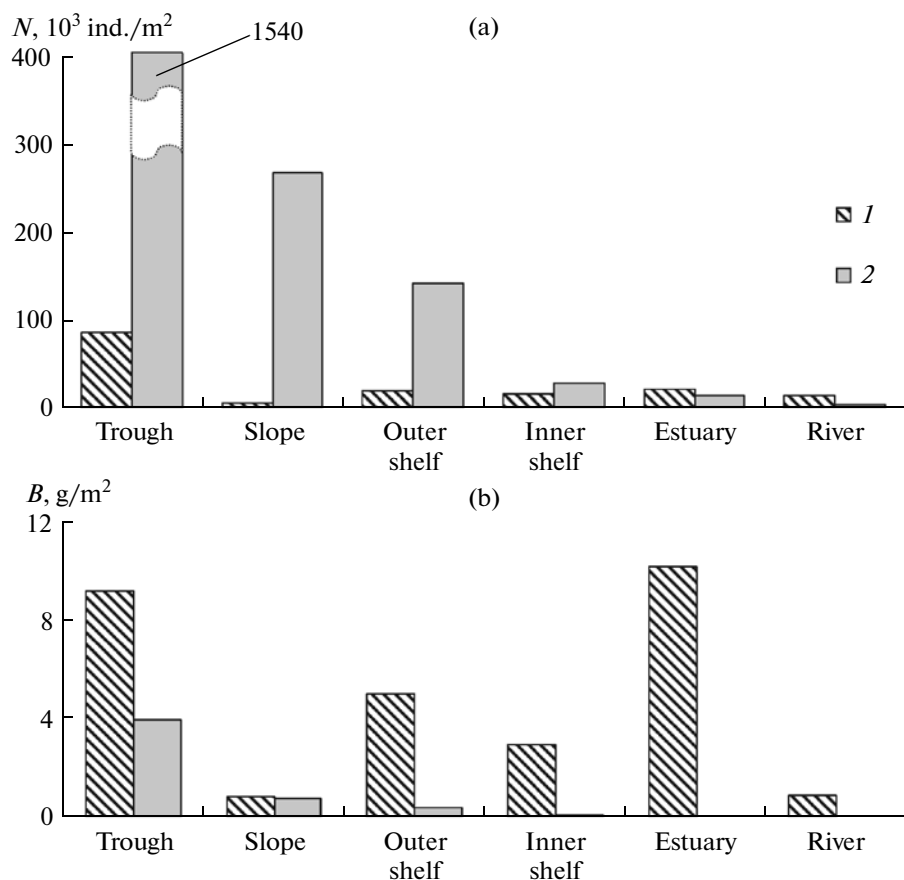 N, 10³ ind./m²
(a)
1540
400
300
200
100
0
1
2
Trough Slope Outer shelf Inner shelf Estuary River
B, g/m²
(b)
12
8
4
0
Trough Slope Outer shelf Inner shelf Estuary River